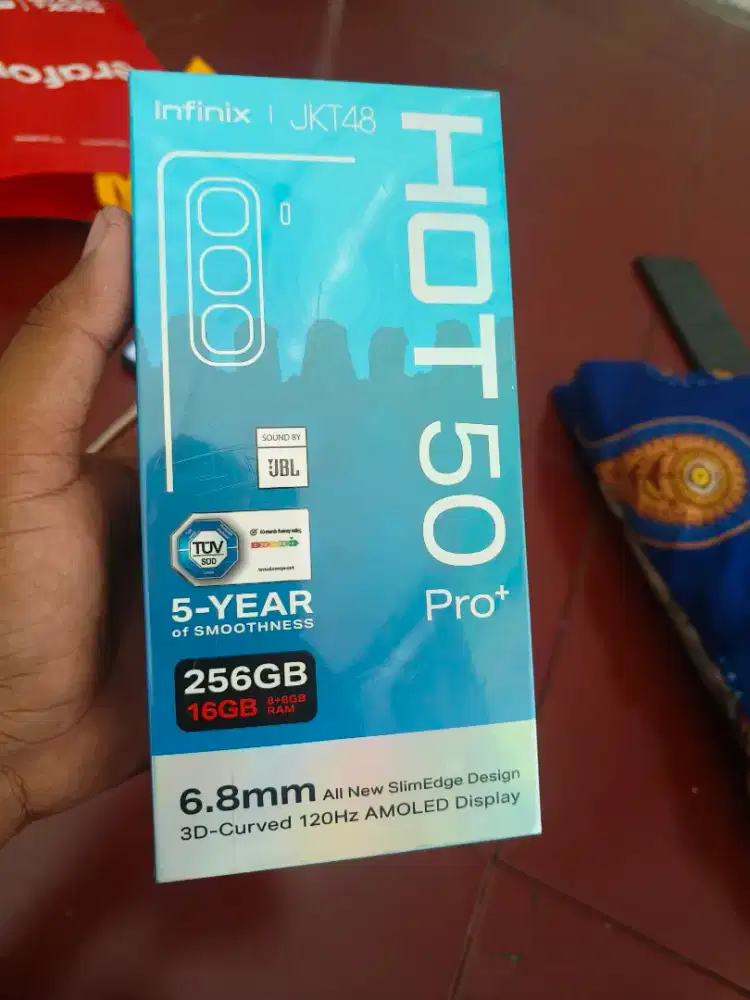 Infinix | JKT48
HOT 50
Pro+
SOUND BY
JBL
TÜV
SÜD
5-YEAR
of SMOOTHNESS
256GB
16GB 8+8GB
RAM
6.8mm All New SlimEdge Design
3D-Curved 120Hz AMOLED Display